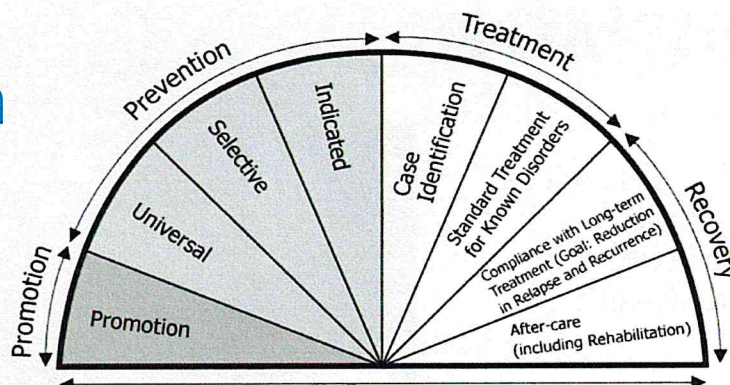 Promotion
Prevention
Treatment
Recovery
Promotion
Universal
Selective
Indicated
Case
Identification
Standard Treatment
for Known Disorders
Compliance with Long-term
Treatment (Goal: Reduction
in Relapse and Recurrence)
After-care
(including Rehabilitation)